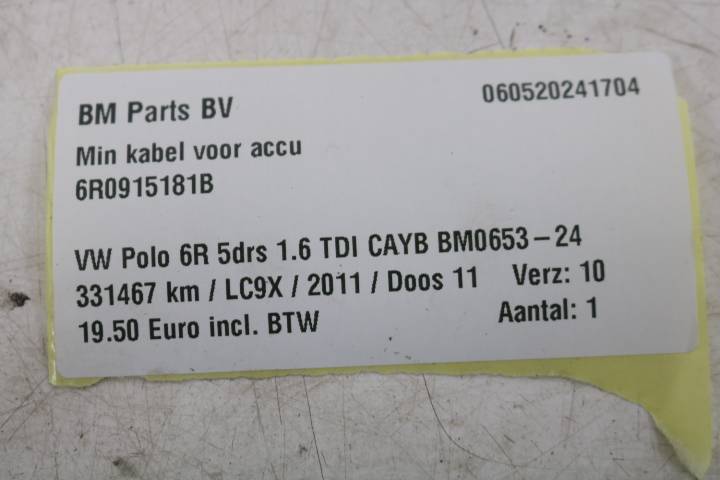 BM Parts BV 060520241704
Min kabel voor accu
6R0915181B
VW Polo 6R 5drs 1.6 TDI CAYB BM0653-24
331467 km / LC9X / 2011 / Doos 11 Verz: 10
19.50 Euro incl. BTW Aantal: 1